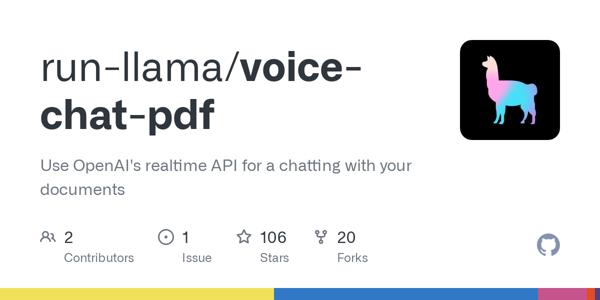 run-llama/voice-
chat-pdf
Use OpenAI's realtime API for a chatting with your
documents
2 1 106 20
Contributors Issue Stars Forks